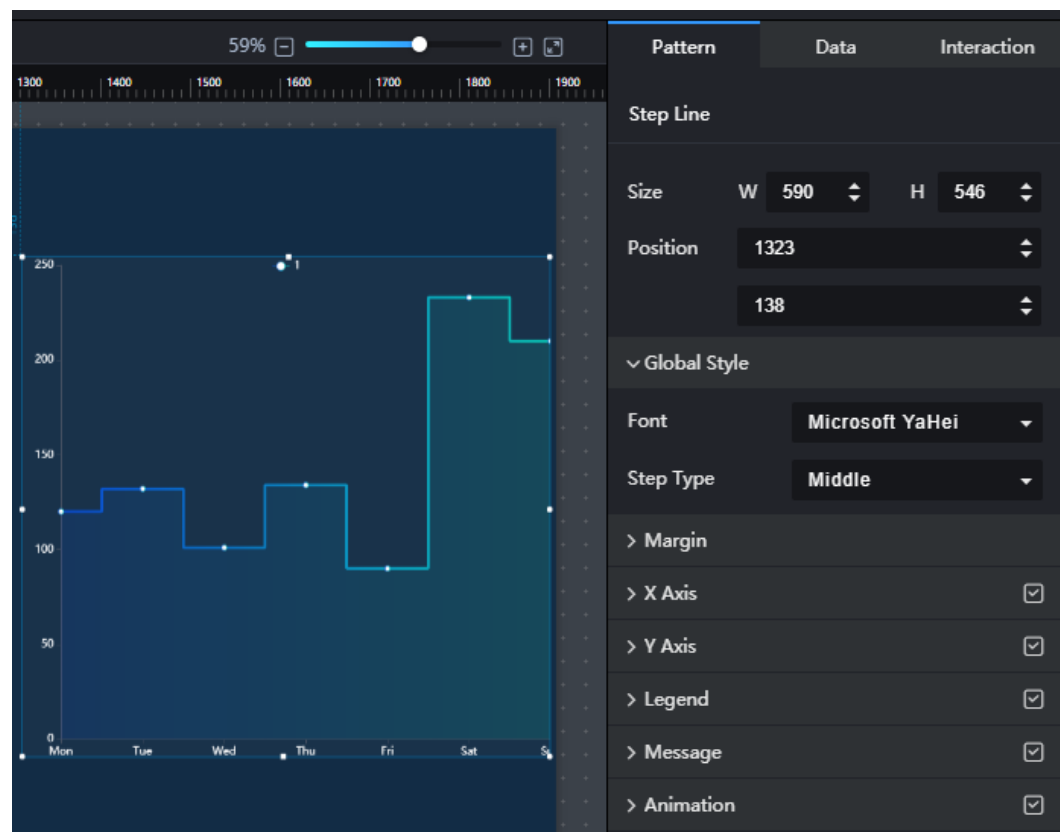 59%
Pattern Data Interaction
1300 1400 1500 1600 1700 1800 1900
Step Line
Size W 590 H 546
Position 1323
138
Global Style
Font Microsoft YaHei
Step Type Middle
Margin
X Axis
Y Axis
Legend
Message
Animation
1
250
200
150
100
50
0
Mon Tue Wed Thu Fri Sat